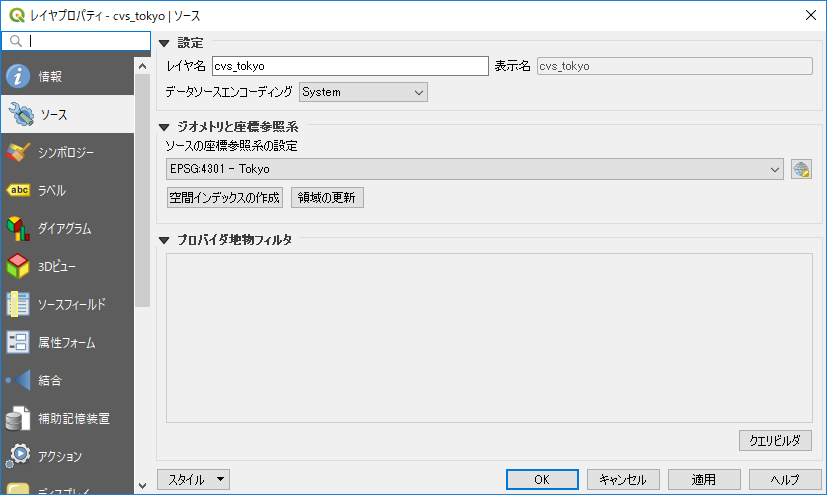 レイヤプロパティ - cvs_tokyo | ソース
情報
ソース
シンボロジー
abc ラベル
ダイアグラム
3Dビュー
ソースフィールド
属性フォーム
結合
補助記憶装置
アクション
ディスプレイ
設定
レイヤ名 cvs_tokyo 表示名 cvs_tokyo
データソースエンコーディング System
ジオメトリと座標参照系
ソースの座標参照系の設定
EPSG:4301 - Tokyo
空間インデックスの作成 領域の更新
プロバイダ地物フィルタ
クエリビルダ
スタイル OK キャンセル 適用 ヘルプ